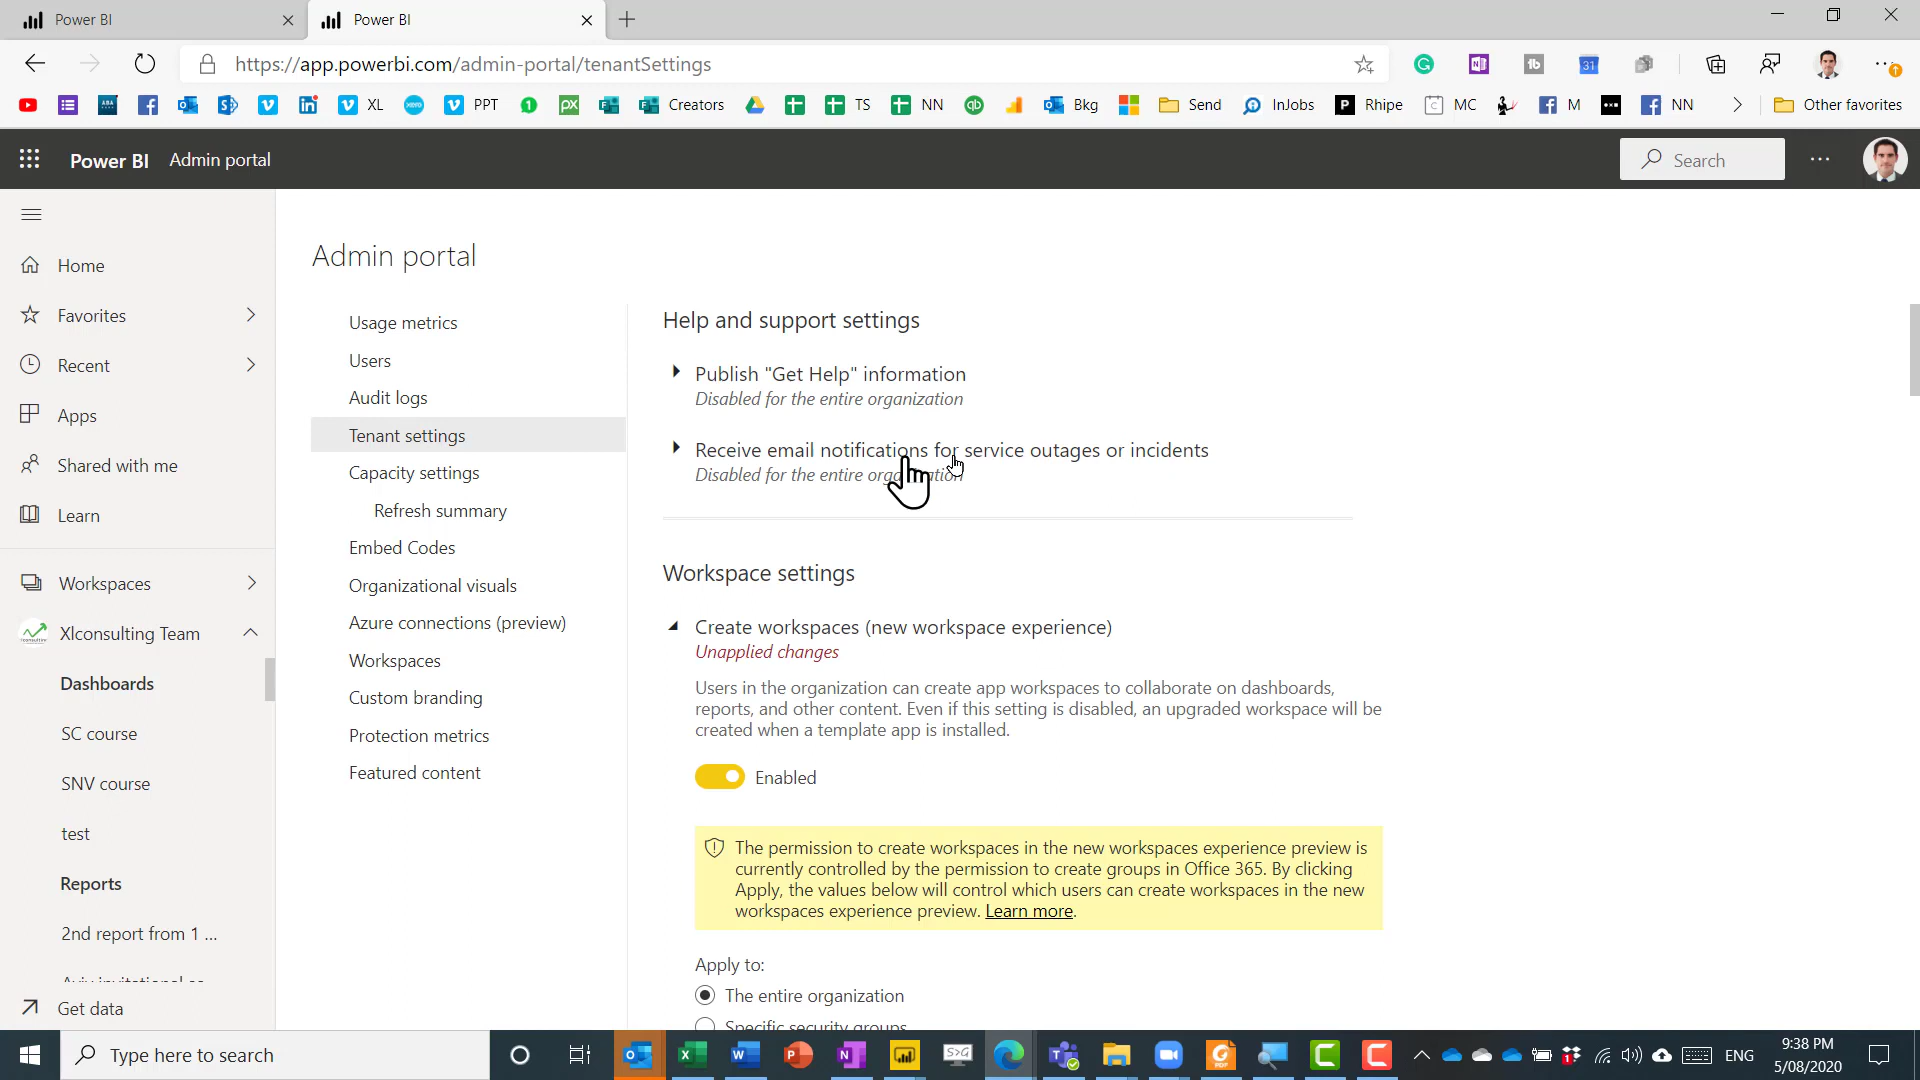 Power BI
Power BI
https://app.powerbi.com/admin-portal/tenantSettings
XL
PPT
Creators
TS
NN
Bkg
Send
InJobs
Rhipe
MC
M
NN
Other favorites
Power BI
Admin portal
Search
Home
Favorites
Recent
Apps
Shared with me
Learn
Workspaces
Xlconsulting Team
Dashboards
SC course
SNV course
test
Reports
2nd report from 1 ...
Get data
Admin portal
Usage metrics
Users
Audit logs
Tenant settings
Capacity settings
Refresh summary
Embed Codes
Organizational visuals
Azure connections (preview)
Workspaces
Custom branding
Protection metrics
Featured content
Help and support settings
Publish "Get Help" information
Disabled for the entire organization
Receive email notifications for service outages or incidents
Disabled for the entire organization
Workspace settings
Create workspaces (new workspace experience)
Unapplied changes
Users in the organization can create app workspaces to collaborate on dashboards,
reports, and other content. Even if this setting is disabled, an upgraded workspace will be
created when a template app is installed.
Enabled
The permission to create workspaces in the new workspaces experience preview is
currently controlled by the permission to create groups in Office 365. By clicking
Apply, the values below will control which users can create workspaces in the new
workspaces experience preview. Learn more.
Apply to:
The entire organization
Specific security groups
Type here to search
ENG
9:38 PM
5/08/2020